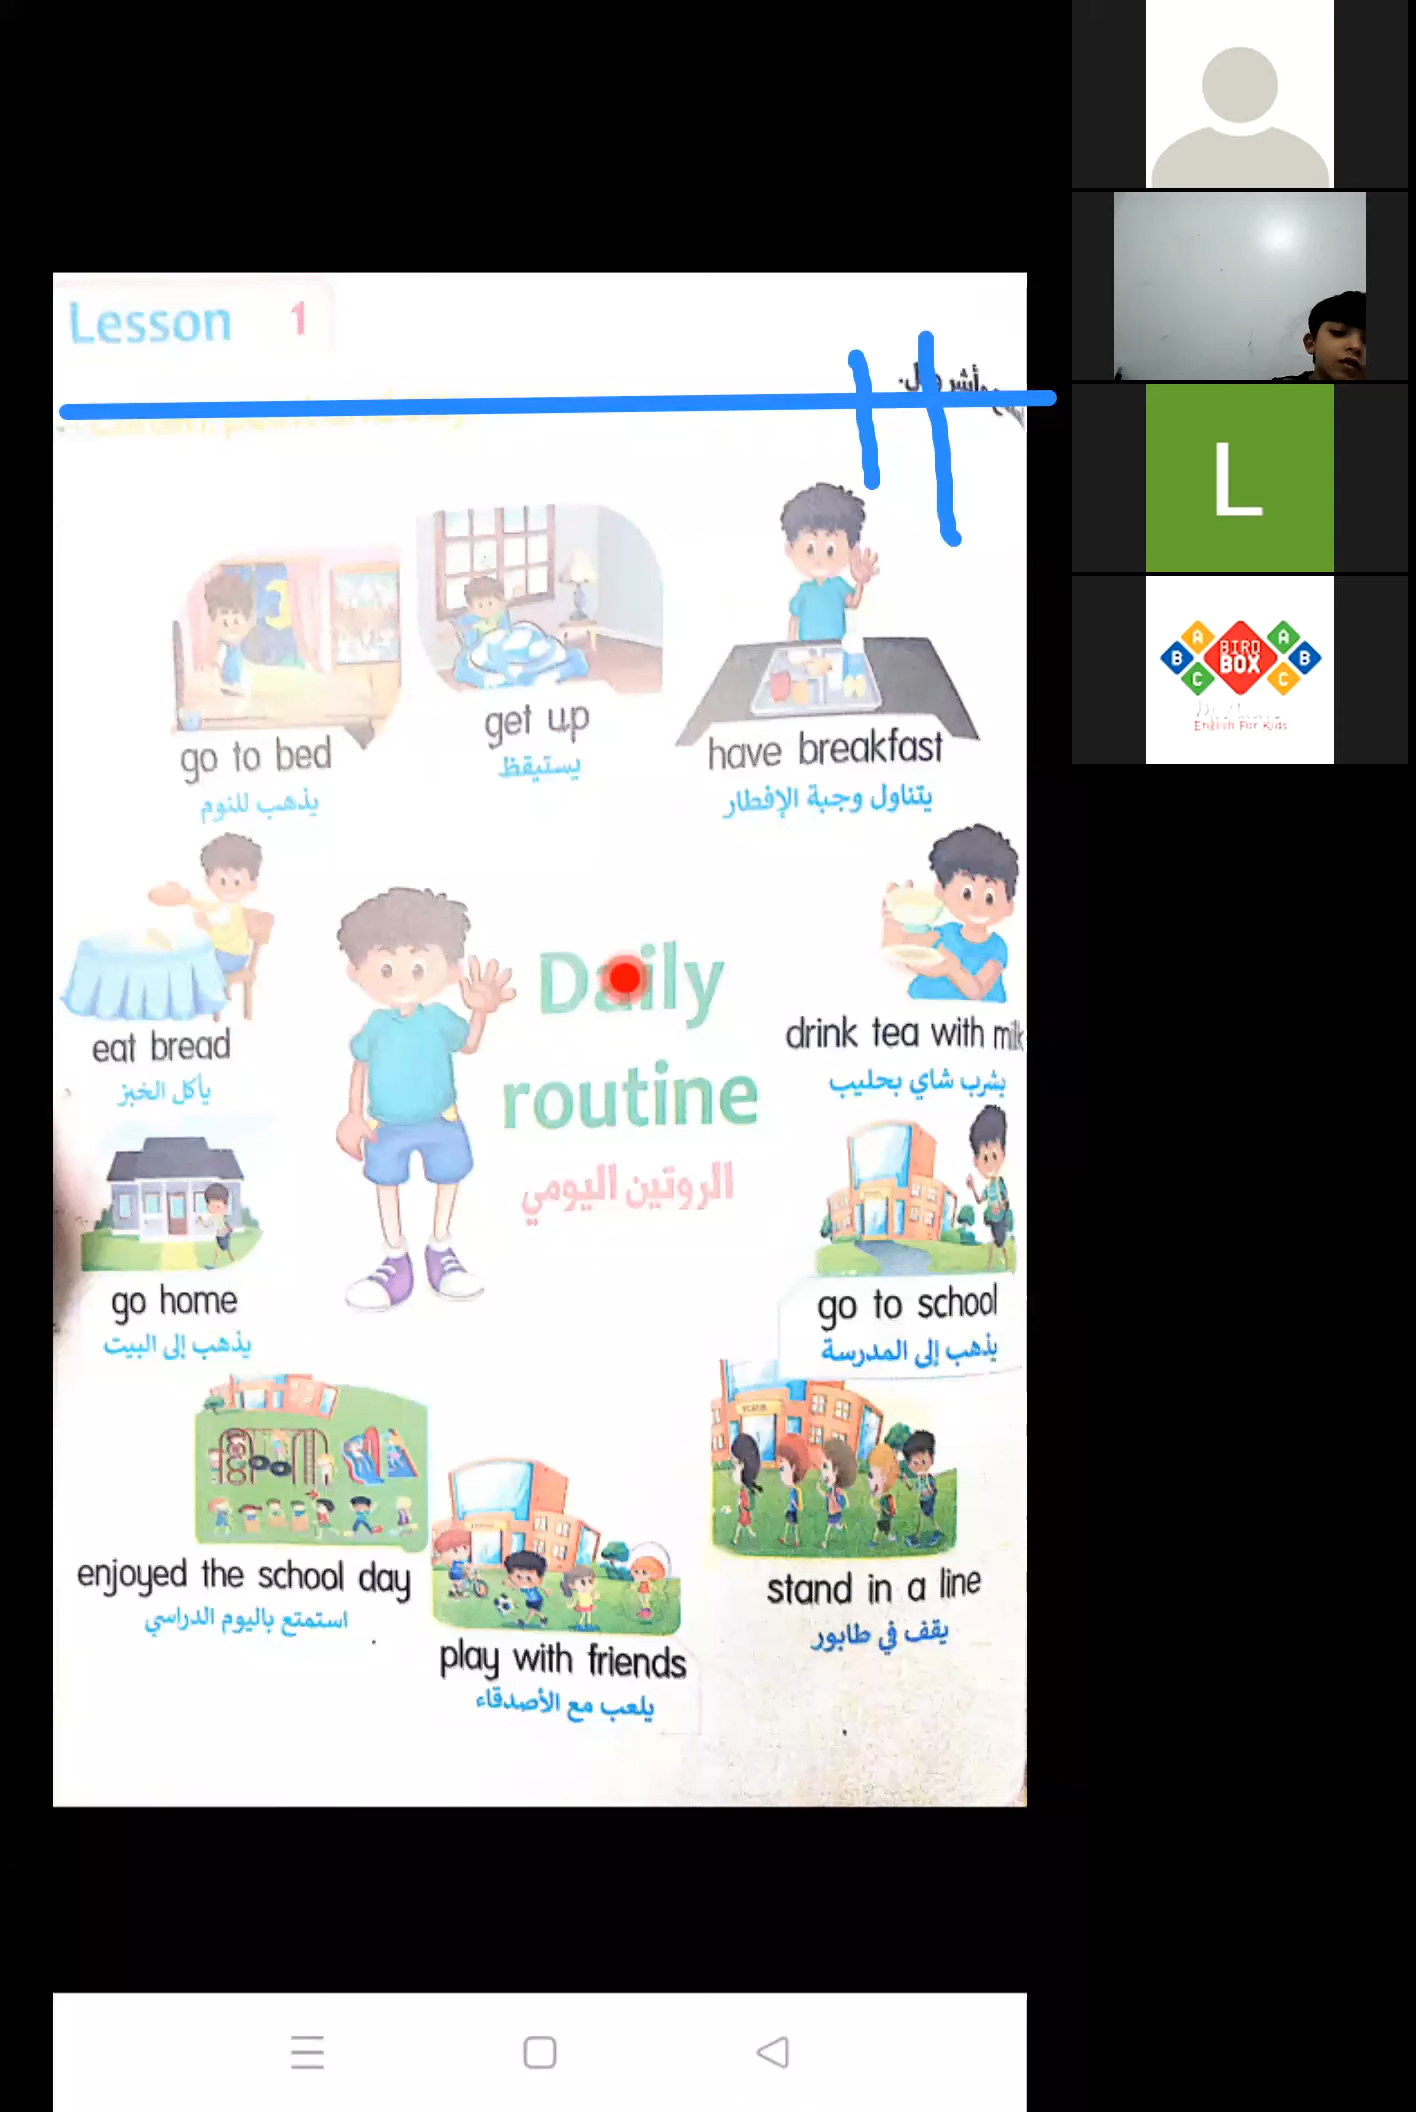 Lesson 1
get up
يستيقظ
have breakfast
يتناول وجبة الإفطار
go to bed
يذهب للنوم
drink tea with milk
يشرب شاي بحليب
eat bread
يأكل الخبز
Daily
routine
الروتين اليومي
go to school
يذهب إلى المدرسة
go home
يذهب إلى البيت
stand in a line
يقف في طابور
enjoyed the school day
استمتع باليوم الدراسي
play with friends
يلعب مع الأصدقاء
L
A A
B BIRD B
BOX
C C
English For Kids